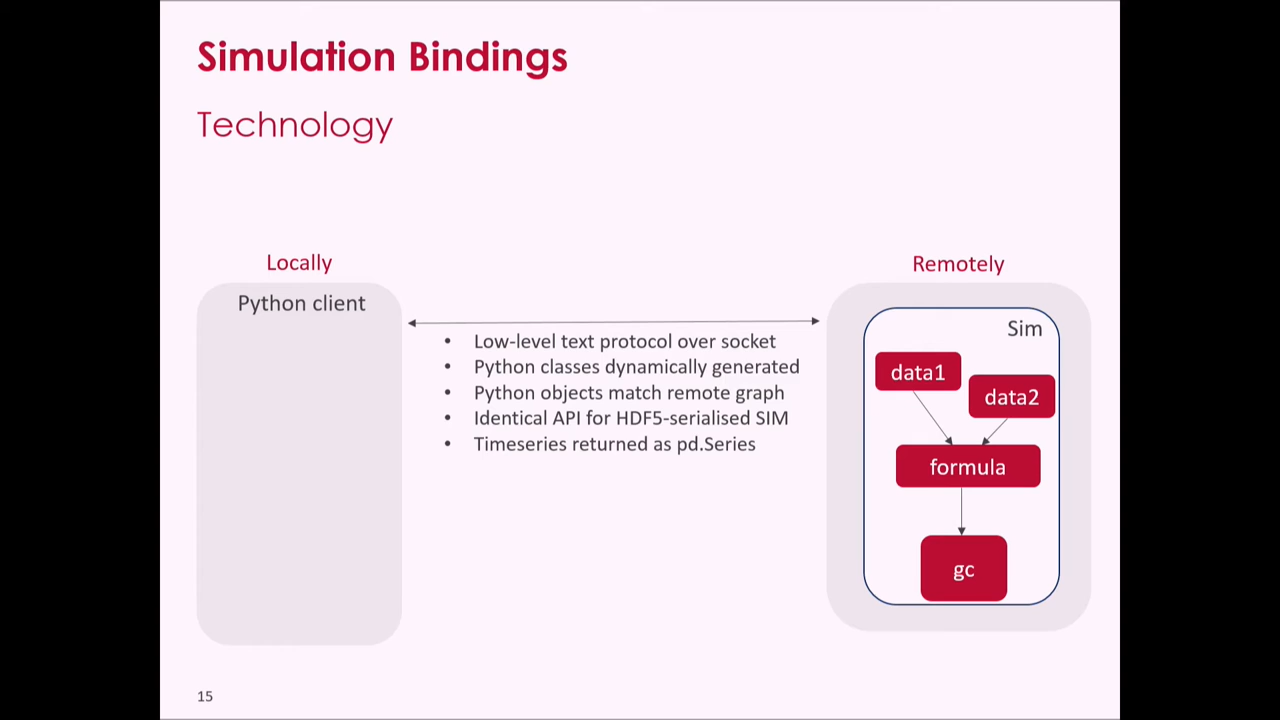 Simulation Bindings
Technology
Locally
Python client
• Low-level text protocol over socket
• Python classes dynamically generated
• Python objects match remote graph
• Identical API for HDF5-serialised SIM
• Timeseries returned as pd.Series
Remotely
Sim
data1
data2
formula
gc
15